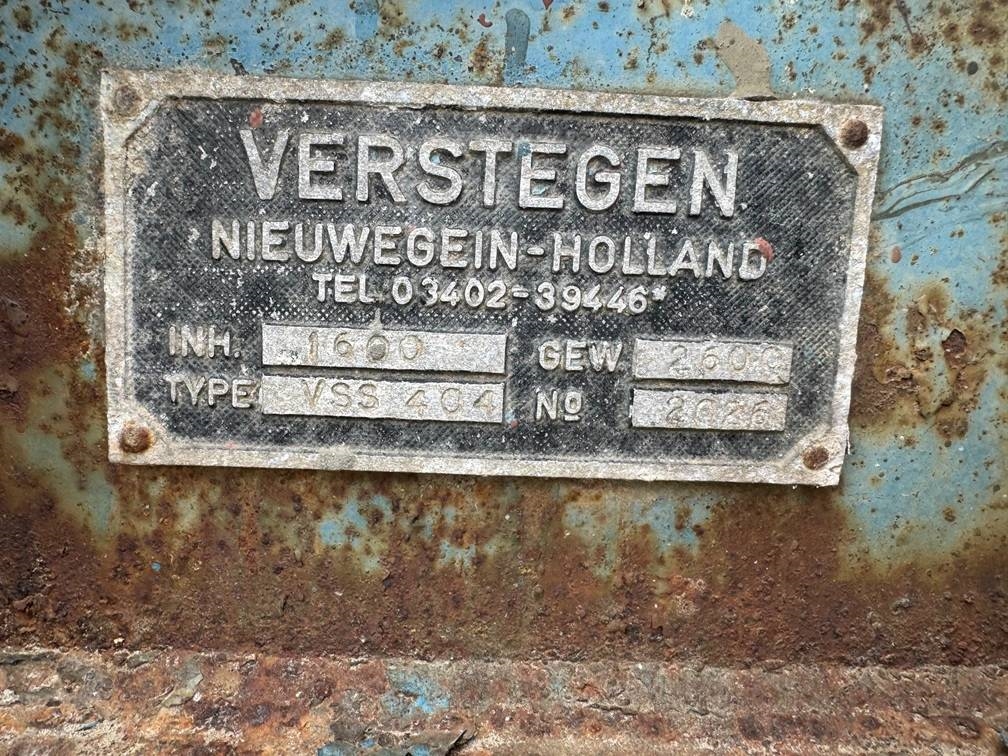 VERSTEGEN
NIEUWEGEIN-HOLLAND
TEL. 03402-39446*
INH. 1600 GEW 2600
TYPE VSS 404 Nº 2026